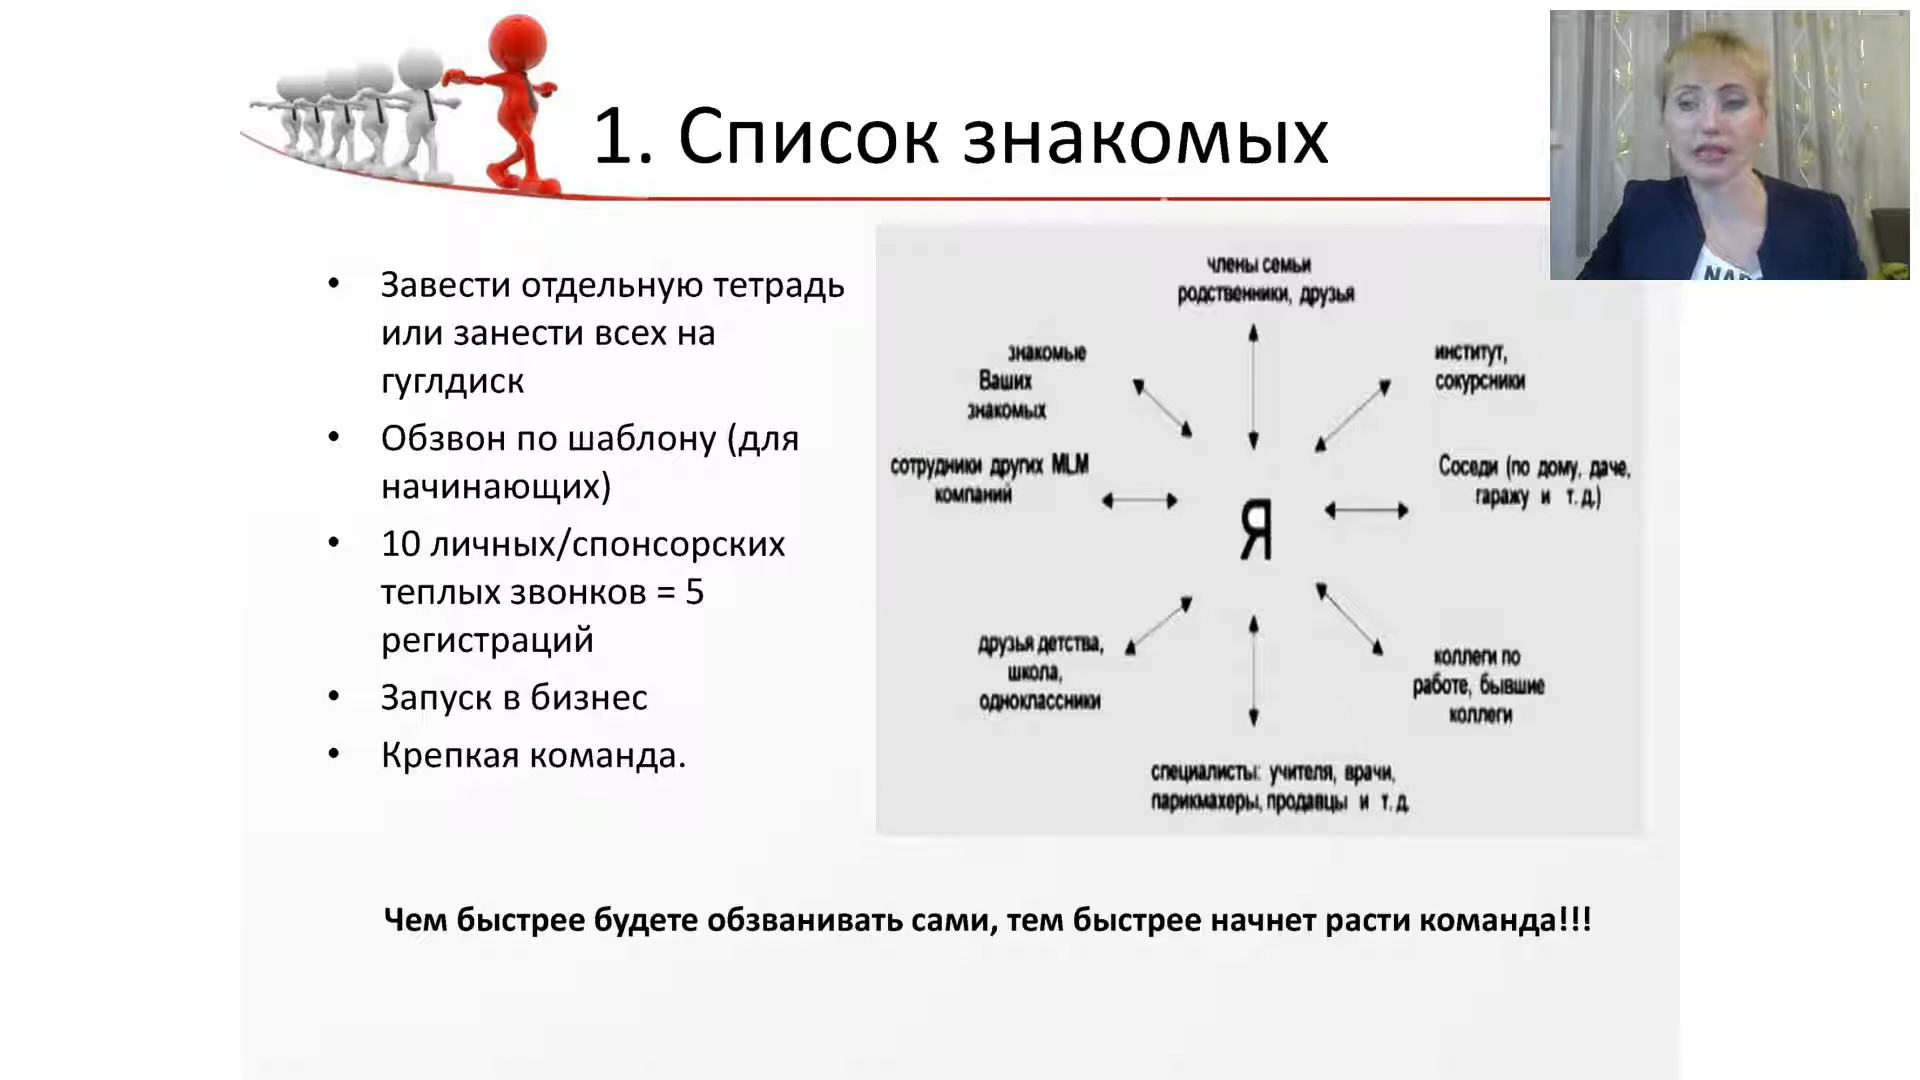 1. Список знакомых
Завести отдельную тетрадь
или занести всех на
гуглдиск
Обзвон по шаблону (для
начинающих)
10 личных/спонсорских
теплых звонков = 5
регистраций
Запуск в бизнес
Крепкая команда.
члены семьи
родственники, друзья
знакомые
Ваших
знакомых
институт,
сокурсники
сотрудники других MLM
компаний
Соседи (по дому, даче,
гаражу и т.д.)
Я
друзья детства,
школа,
одноклассники
коллеги по
работе, бывшие
коллеги
специалисты: учителя, врачи,
парикмахеры, продавцы и т.д.
Чем быстрее будете обзванивать сами, тем быстрее начнет расти команда!!!